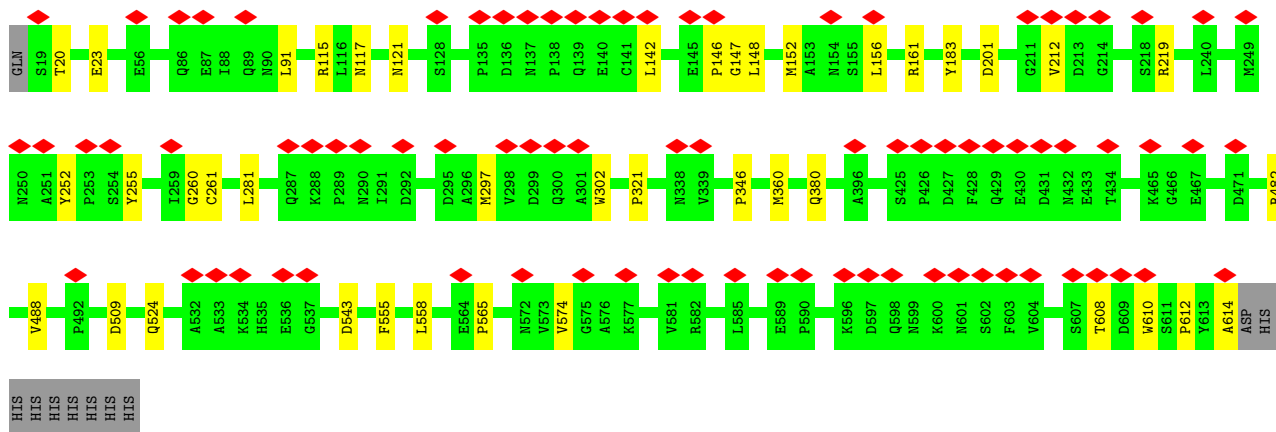 GLN S19 T20 E23 E56 Q86 E87 I88 Q89 N90 L91 R115 L116 N117 N121 S128 P135 D136 N137 P138 Q139 E140 C141 L142 E145 P146 G147 L148 M152 A153 N154 S155 L156 R161 Y183 D201 G211 V212 D213 G214 S218 R219 L240 M249
N250 A251 Y252 P253 S254 Y255 I259 G260 C261 L281 Q287 K288 P289 N290 I291 D292 D295 A296 M297 V298 D299 Q300 A301 W302 P321 N338 V339 P346 M360 Q380 A396 S425 P426 D427 F428 Q429 E430 D431 N432 E433 T434 K465 G466 E467 D471 R482
V488 P492 D509 Q524 A532 A533 K534 H535 E536 G537 D543 F555 L558 E564 P565 N572 V573 V574 G575 A576 K577 V581 R582 L585 E589 P590 K596 D597 Q598 N599 K600 N601 S602 F603 V604 S607 T608 D609 W610 S611 P612 Y613 A614 ASP HIS
HIS HIS HIS HIS HIS HIS